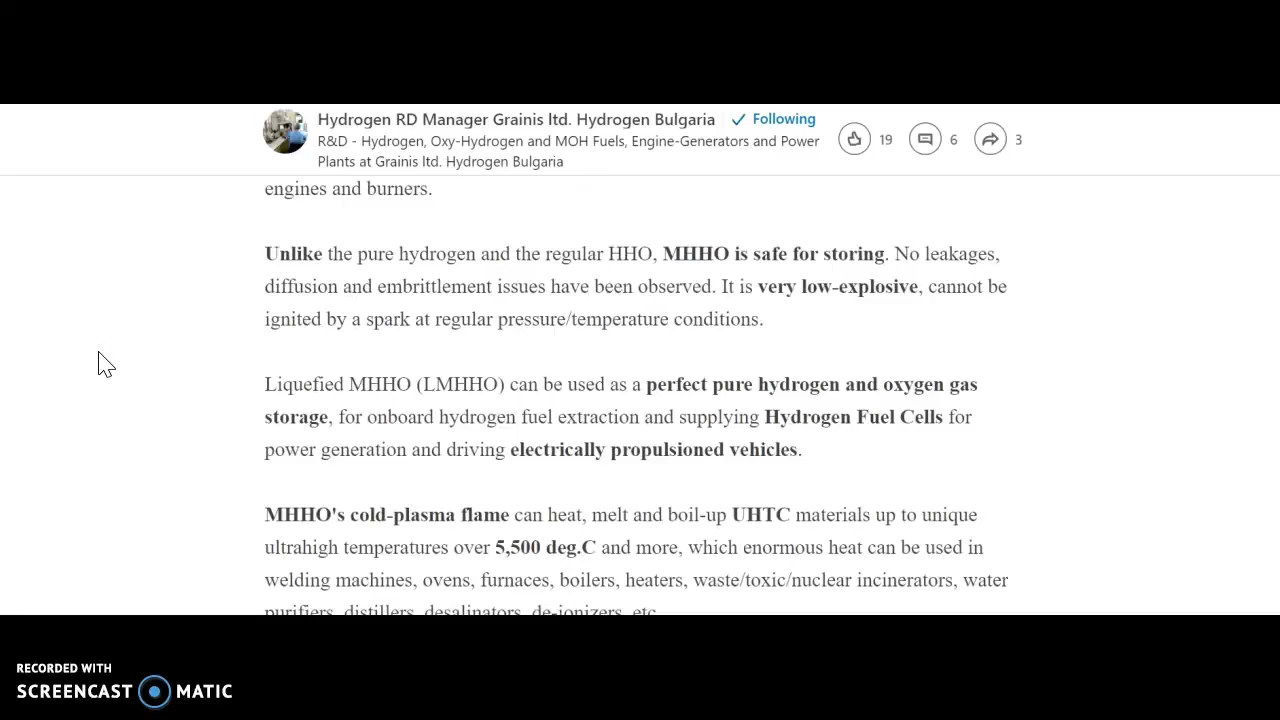 Hydrogen RD Manager Grainis ltd. Hydrogen Bulgaria Following
R&D - Hydrogen, Oxy-Hydrogen and MOH Fuels, Engine-Generators and Power
Plants at Grainis ltd. Hydrogen Bulgaria
19 6 3
engines and burners.
Unlike the pure hydrogen and the regular HHO, MHHO is safe for storing. No leakages,
diffusion and embrittlement issues have been observed. It is very low-explosive, cannot be
ignited by a spark at regular pressure/temperature conditions.
Liquefied MHHO (LMHHO) can be used as a perfect pure hydrogen and oxygen gas
storage, for onboard hydrogen fuel extraction and supplying Hydrogen Fuel Cells for
power generation and driving electrically propulsioned vehicles.
MHHO's cold-plasma flame can heat, melt and boil-up UHTC materials up to unique
ultrahigh temperatures over 5,500 deg.C and more, which enormous heat can be used in
welding machines, ovens, furnaces, boilers, heaters, waste/toxic/nuclear incinerators, water
purifiers, distillers, desalinators, de-ionizers, etc.
RECORDED WITH
SCREENCAST MATIC